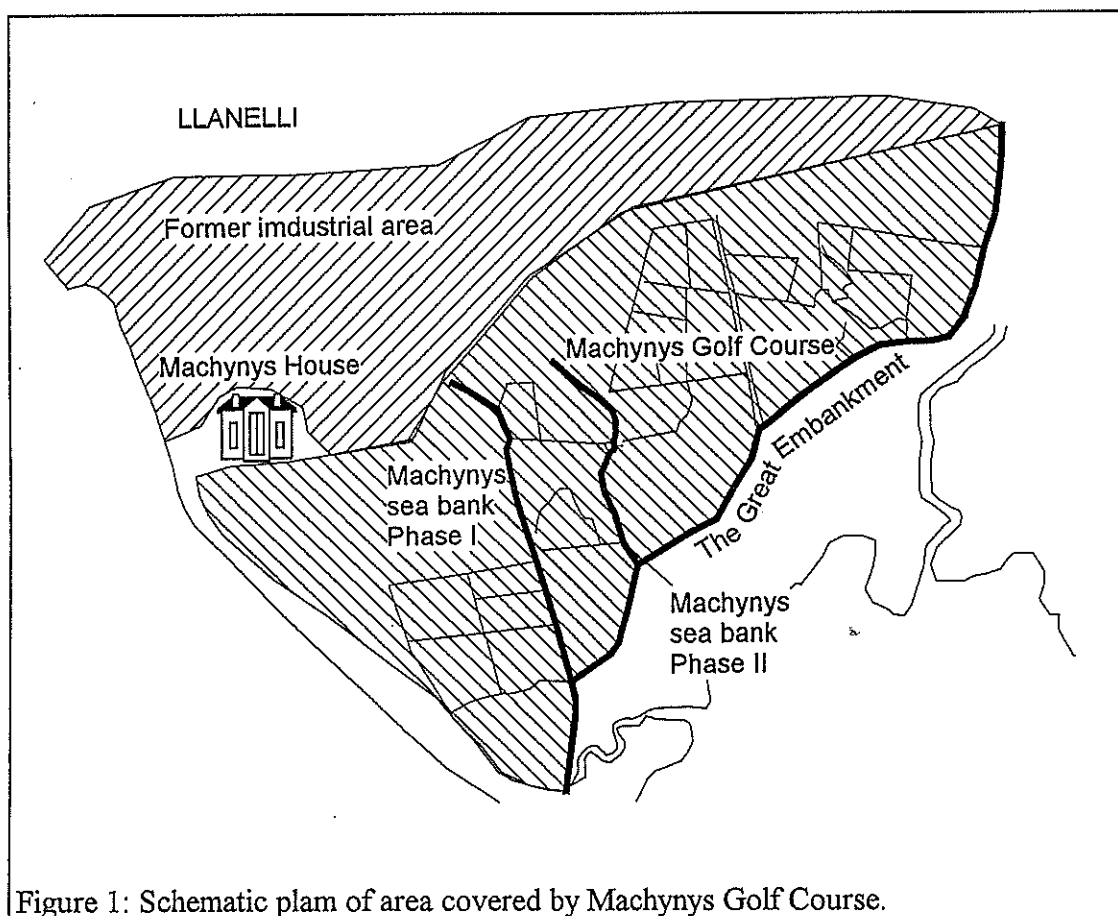 LLANELLI
Former imdustrial area
Machynys House
Machynys Golf Course
Machynys
sea bank
Phase I
The Great Embankment
Machynys
sea bank
Phase II
Figure 1: Schematic plam of area covered by Machynys Golf Course.